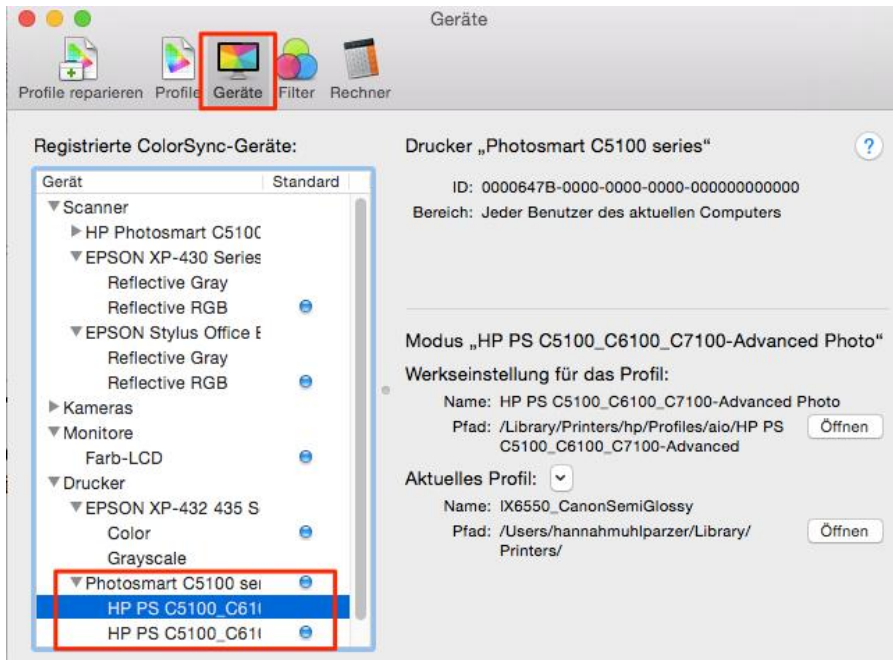 Geräte
Profile reparieren Profile Geräte Filter Rechner
Registrierte ColorSync-Geräte:
Gerät Standard
Scanner
HP Photosmart C5100
EPSON XP-430 Series
Reflective Gray
Reflective RGB
EPSON Stylus Office
Reflective Gray
Reflective RGB
Kameras
Monitore
Farb-LCD
Drucker
EPSON XP-432 435 S
Color
Grayscale
Photosmart C5100 ser
HP PS C5100_C61
HP PS C5100_C61
Drucker „Photosmart C5100 series“
?
ID: 0000647B-0000-0000-0000-000000000000
Bereich: Jeder Benutzer des aktuellen Computers
Modus „HP PS C5100_C6100_C7100-Advanced Photo“
Werkseinstellung für das Profil:
Name: HP PS C5100_C6100_C7100-Advanced Photo
Pfad: /Library/Printers/hp/Profiles/aio/HP PS Öffnen
C5100_C6100_C7100-Advanced
Aktuelles Profil:
Name: IX6550_CanonSemiGlossy
Pfad: /Users/hannahmuhlparzer/Library/ Öffnen
Printers/